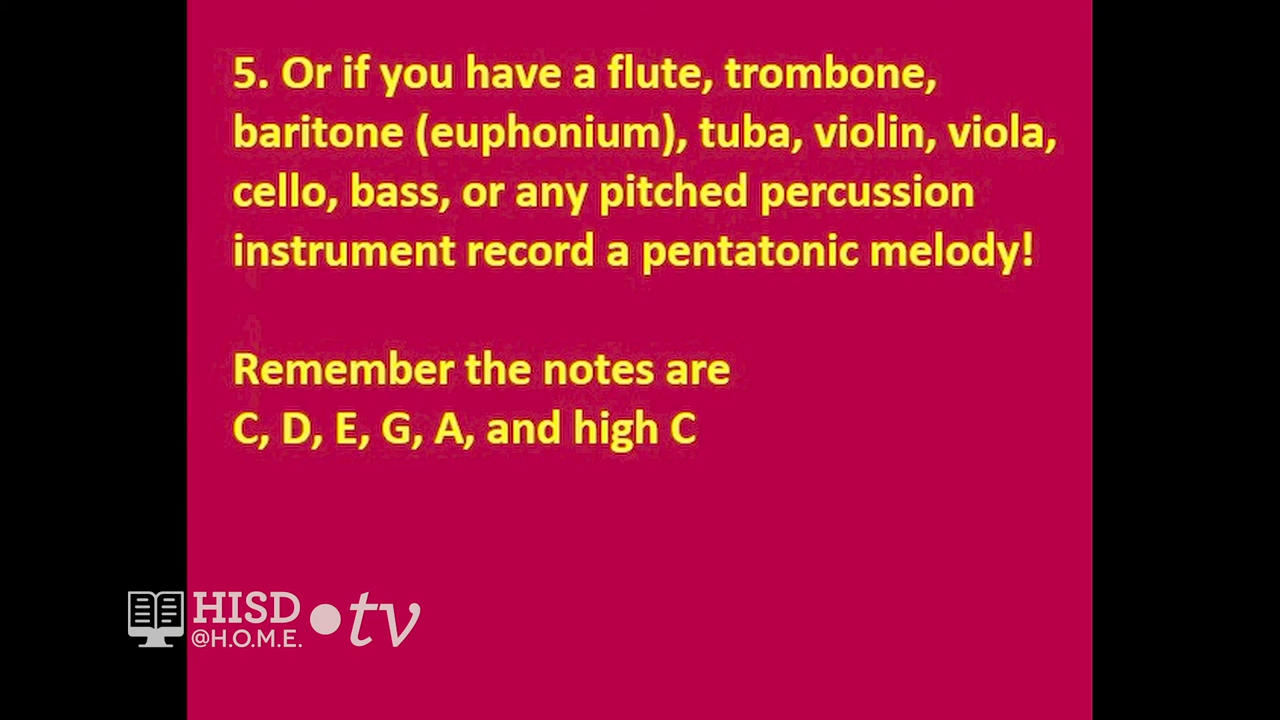 5. Or if you have a flute, trombone,
baritone (euphonium), tuba, violin, viola,
cello, bass, or any pitched percussion
instrument record a pentatonic melody!
Remember the notes are
C, D, E, G, A, and high C
HISD
@H.O.M.E.
•tv